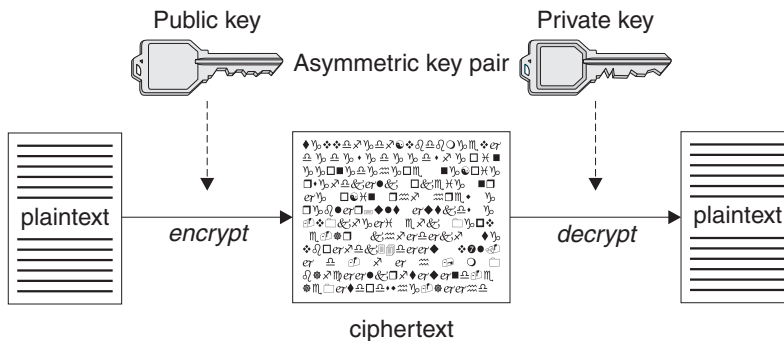 Public key
Private key
Asymmetric key pair
plaintext
encrypt
decrypt
plaintext
ciphertext